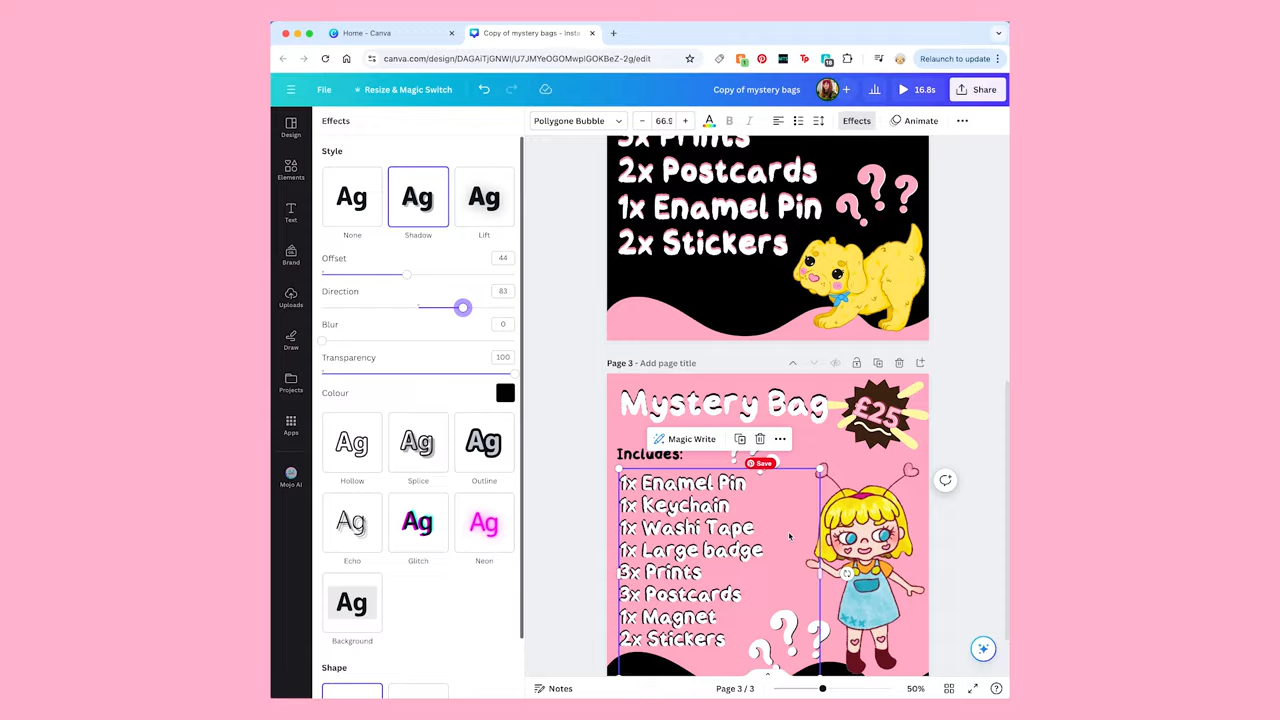 Home - Canva
Copy of mystery bags - Insta
canva.com/design/DAGAiTjGNWI/U7JMYeOGOMwplGOKBeZ-2g/edit
Relaunch to update
File
Resize & Magic Switch
Copy of mystery bags
16.8s
Share
Effects
Polygone Bubble
66.9
A
B
I
Effects
Animate
Design
Elements
Text
Brand
Uploads
Draw
Projects
Apps
Mojo AI
Style
Ag
Ag
Ag
None
Shadow
Lift
Offset
44
Direction
83
Blur
0
Transparency
100
Colour
Ag
Ag
Ag
Hollow
Splice
Outline
Ag
Ag
Ag
Echo
Glitch
Neon
Ag
Background
Shape
3x Prints
2x Postcards
1x Enamel Pin
2x Stickers
???
Page 3 - Add page title
Mystery Bag
£25
Magic Write
Includes:
Save
1x Enamel Pin
1x Keychain
1x Washi Tape
1x Large badge
3x Prints
3x Postcards
1x Magnet
2x Stickers
???
Notes
Page 3 / 3
50%